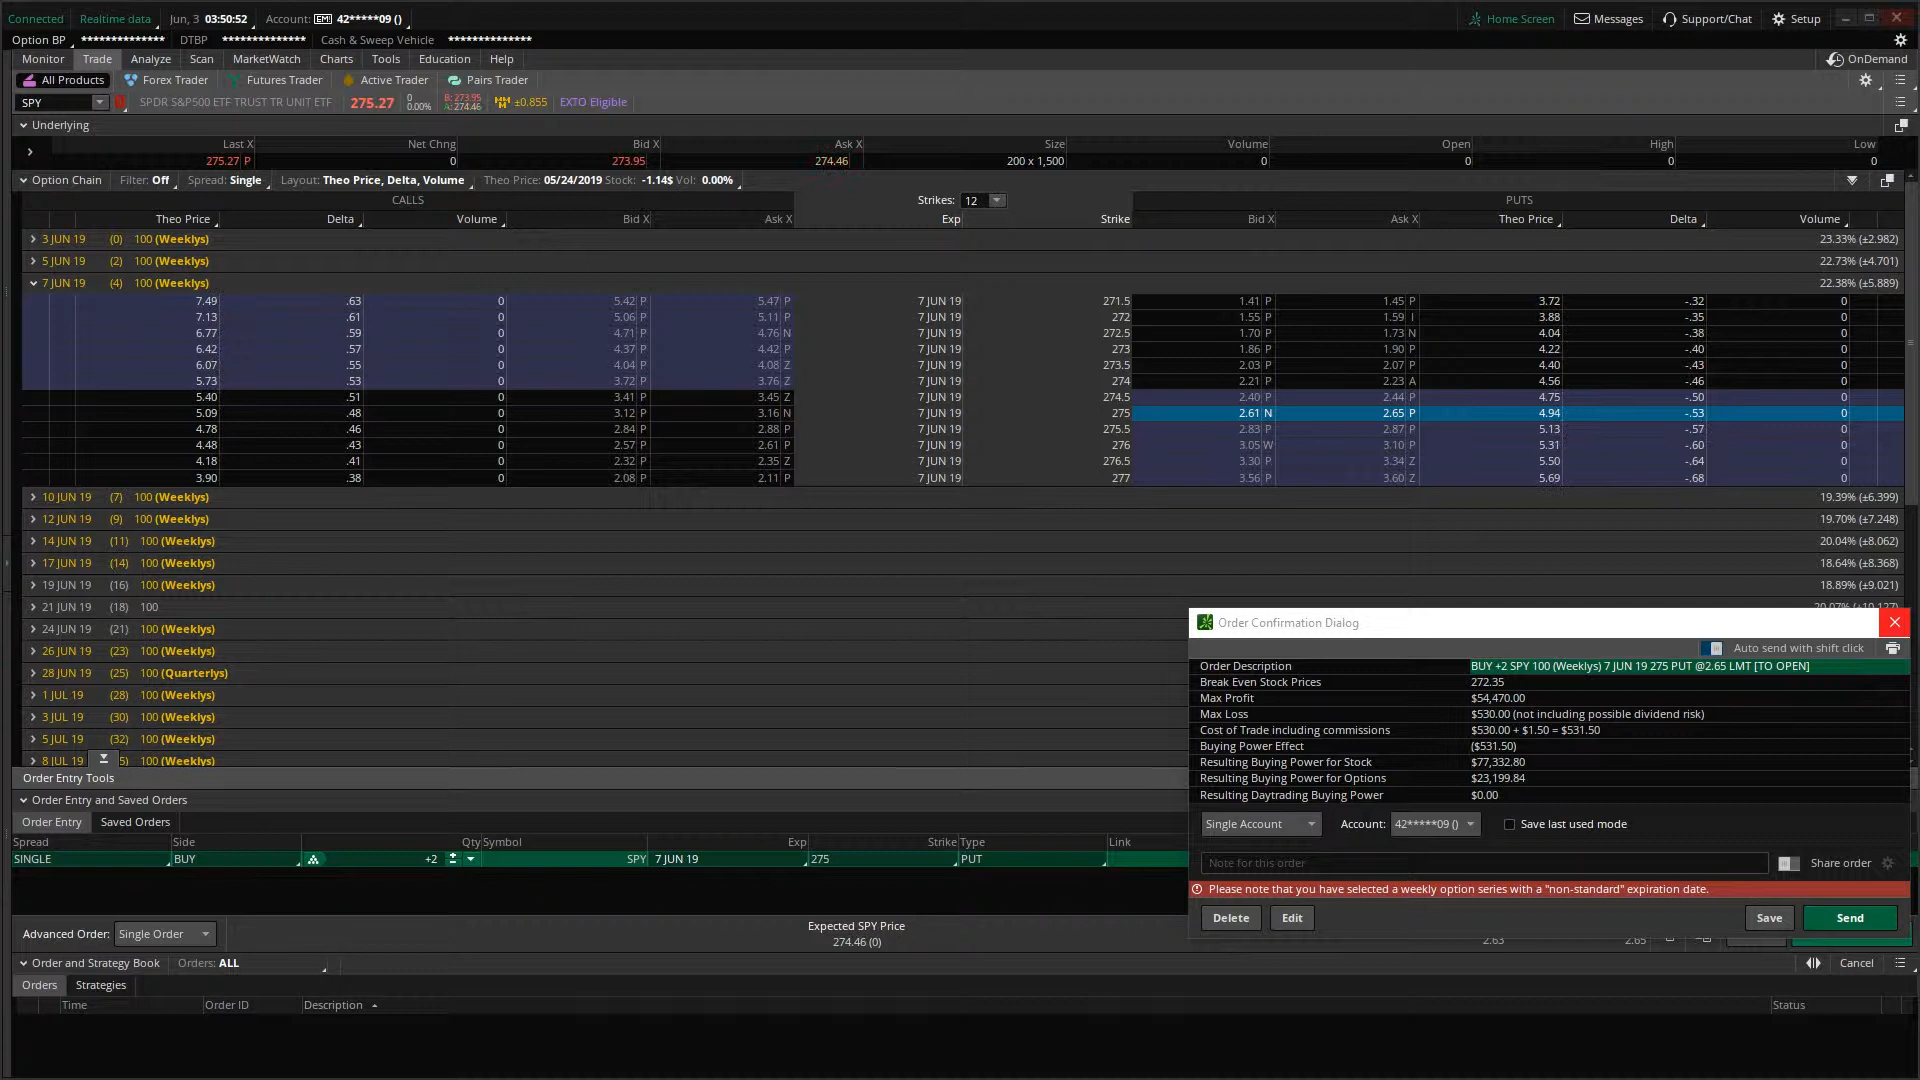 Connected Realtime data Jun, 3 03:50:52 Account: EMI 42*****09 () Home Screen Messages Support/Chat Setup
Option BP ************** DTBP ************** Cash & Sweep Vehicle **************
Monitor Trade Analyze Scan MarketWatch Charts Tools Education Help OnDemand
All Products Forex Trader Futures Trader Active Trader Pairs Trader
SPY SPDR S&P500 ETF TRUST TR UNIT ETF 275.27 0 0.00% B: 273.95 A: 274.46 ±0.855 EXTO Eligible
Underlying
Last X Net Chng Bid X Ask X Size Volume Open High Low
275.27 P 0 273.95 274.46 200 x 1,500 0 0 0 0
Option Chain Filter: Off Spread: Single Layout: Theo Price, Delta, Volume Theo Price: 05/24/2019 Stock: -1.14$ Vol: 0.00%
CALLS Strikes: 12 PUTS
Theo Price Delta Volume Bid X Ask X Exp Strike Bid X Ask X Theo Price Delta Volume
3 JUN 19 (0) 100 (Weeklys) 23.33% (±2.982)
5 JUN 19 (2) 100 (Weeklys) 22.73% (±4.701)
7 JUN 19 (4) 100 (Weeklys) 22.38% (±5.889)
7.49 .63 0 5.42 P 5.47 P 7 JUN 19 271.5 1.41 P 1.45 P 3.72 -.32 0
7.13 .61 0 5.06 P 5.11 P 7 JUN 19 272 1.55 P 1.59 I 3.88 -.35 0
6.77 .59 0 4.71 P 4.76 N 7 JUN 19 272.5 1.70 P 1.73 N 4.04 -.38 0
6.42 .57 0 4.37 P 4.42 P 7 JUN 19 273 1.86 P 1.90 P 4.22 -.40 0
6.07 .55 0 4.04 P 4.08 Z 7 JUN 19 273.5 2.03 P 2.07 P 4.40 -.43 0
5.73 .53 0 3.72 P 3.76 Z 7 JUN 19 274 2.21 P 2.23 A 4.56 -.46 0
5.40 .51 0 3.41 P 3.45 Z 7 JUN 19 274.5 2.40 P 2.44 P 4.75 -.50 0
5.09 .48 0 3.12 P 3.16 N 7 JUN 19 275 2.61 N 2.65 P 4.94 -.53 0
4.78 .46 0 2.84 P 2.88 P 7 JUN 19 275.5 2.83 P 2.87 P 5.13 -.57 0
4.48 .43 0 2.57 P 2.61 P 7 JUN 19 276 3.05 W 3.10 P 5.31 -.60 0
4.18 .41 0 2.32 P 2.35 Z 7 JUN 19 276.5 3.30 P 3.34 Z 5.50 -.64 0
3.90 .38 0 2.08 P 2.11 P 7 JUN 19 277 3.56 P 3.60 Z 5.69 -.68 0
10 JUN 19 (7) 100 (Weeklys) 19.39% (±6.399)
12 JUN 19 (9) 100 (Weeklys) 19.70% (±7.248)
14 JUN 19 (11) 100 (Weeklys) 20.04% (±8.062)
17 JUN 19 (14) 100 (Weeklys) 18.64% (±8.368)
19 JUN 19 (16) 100 (Weeklys) 18.89% (±9.021)
21 JUN 19 (18) 100
24 JUN 19 (21) 100 (Weeklys)
26 JUN 19 (23) 100 (Weeklys)
28 JUN 19 (25) 100 (Quarterlys)
1 JUL 19 (28) 100 (Weeklys)
3 JUL 19 (30) 100 (Weeklys)
5 JUL 19 (32) 100 (Weeklys)
8 JUL 19 5) 100 (Weeklys)
Order Confirmation Dialog
Auto send with shift click
Order Description BUY +2 SPY 100 (Weeklys) 7 JUN 19 275 PUT @2.65 LMT [TO OPEN]
Break Even Stock Prices 272.35
Max Profit $54,470.00
Max Loss $530.00 (not including possible dividend risk)
Cost of Trade including commissions $530.00 + $1.50 = $531.50
Buying Power Effect ($531.50)
Resulting Buying Power for Stock $77,332.80
Resulting Buying Power for Options $23,199.84
Resulting Daytrading Buying Power $0.00
Single Account Account: 42*****09 () Save last used mode
Note for this order Share order
Please note that you have selected a weekly option series with a "non-standard" expiration date.
Delete Edit Save Send
Order Entry Tools
Order Entry and Saved Orders
Order Entry Saved Orders
Spread Side Qty Symbol Exp Strike Type Link
SINGLE BUY +2 SPY 7 JUN 19 275 PUT
Advanced Order: Single Order Expected SPY Price
274.46 (0) 2.63 2.65
Order and Strategy Book Orders: ALL Cancel
Orders Strategies
Time Order ID Description Status